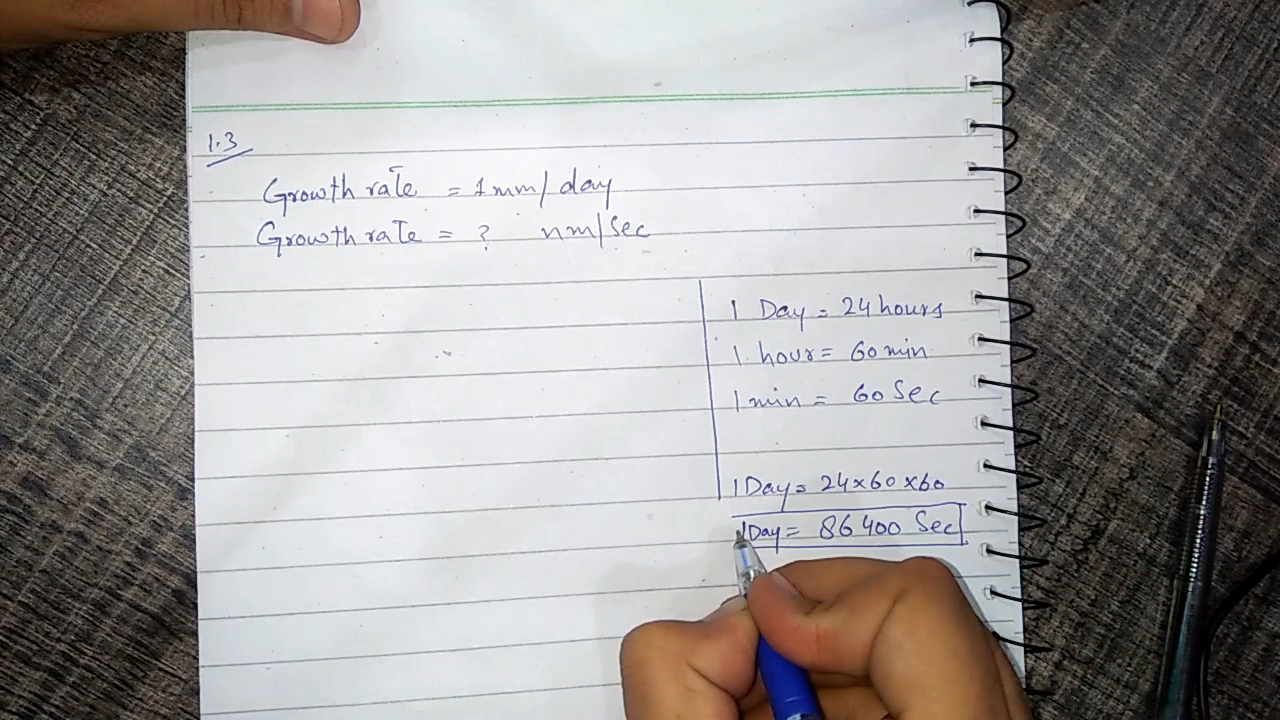 1.3
Growth rate = 1mm/day
Growth rate = ? nm/Sec
1 Day = 24 hours
1 hour = 60 min
1 min = 60 Sec
1 Day = 24 × 60 × 60
1 Day = 86400 Sec